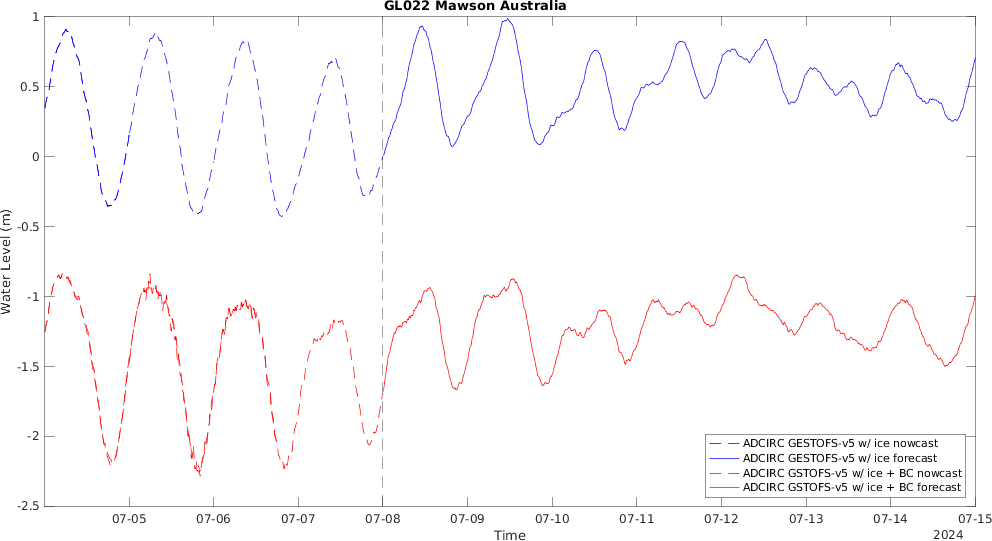 GL022 Mawson Australia
1
0.5
0
-0.5
-1
-1.5
-2
-2.5
Water Level (m)
ADCIRC GESTOFS-v5 w/ ice nowcast
ADCIRC GESTOFS-v5 w/ ice forecast
ADCIRC GSTOFS-v5 w/ ice + BC nowcast
ADCIRC GSTOFS-v5 w/ ice + BC forecast
07-05 07-06 07-07 07-08 07-09 07-10 07-11 07-12 07-13 07-14 07-15
Time
2024